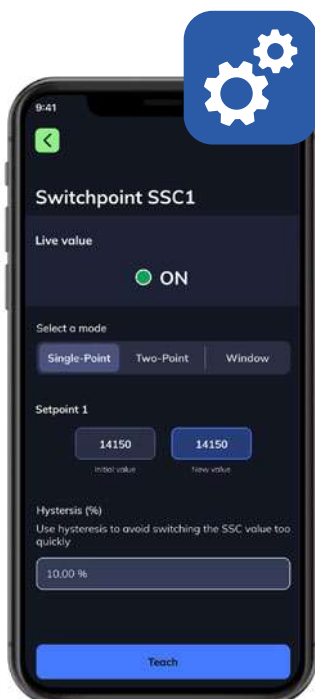 9:41
Switchpoint SSC1
Live value
ON
Select a mode
Single-Point Two-Point Window
Setpoint 1
14150 14150
Initial value New value
Hystersis (%)
Use hysteresis to avoid switching the SSC value too
quickly
10.00 %
Teach